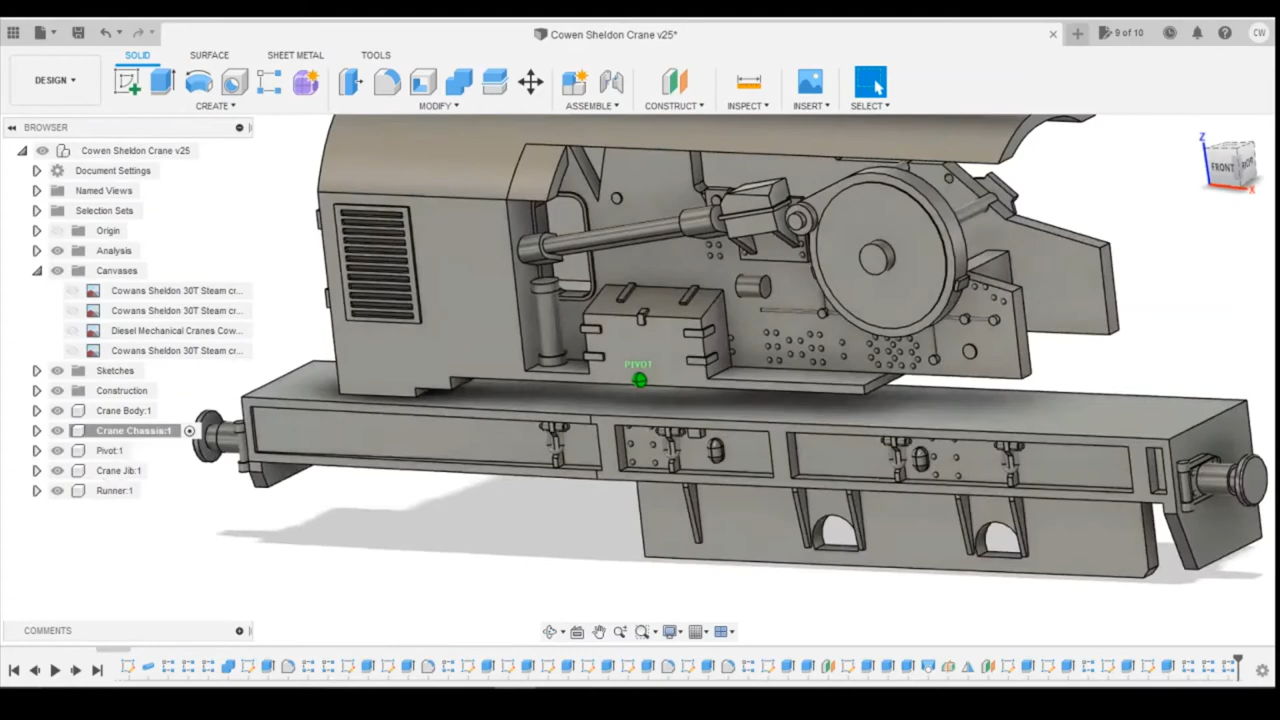 Cowen Sheldon Crane v25*
9 of 10
CW
DESIGN
SOLID
SURFACE
SHEET METAL
TOOLS
CREATE
MODIFY
ASSEMBLE
CONSTRUCT
INSPECT
INSERT
SELECT
BROWSER
Cowen Sheldon Crane v25
Document Settings
Named Views
Selection Sets
Origin
Analysis
Canvases
Cowans Sheldon 30T Steam cr...
Cowans Sheldon 30T Steam cr...
Diesel Mechanical Cranes Cow...
Cowans Sheldon 30T Steam cr...
Sketches
Construction
Crane Body:1
Crane Chassis:1
Pivot:1
Crane Jib:1
Runner:1
Z
FRONT
X
PIVOT
COMMENTS